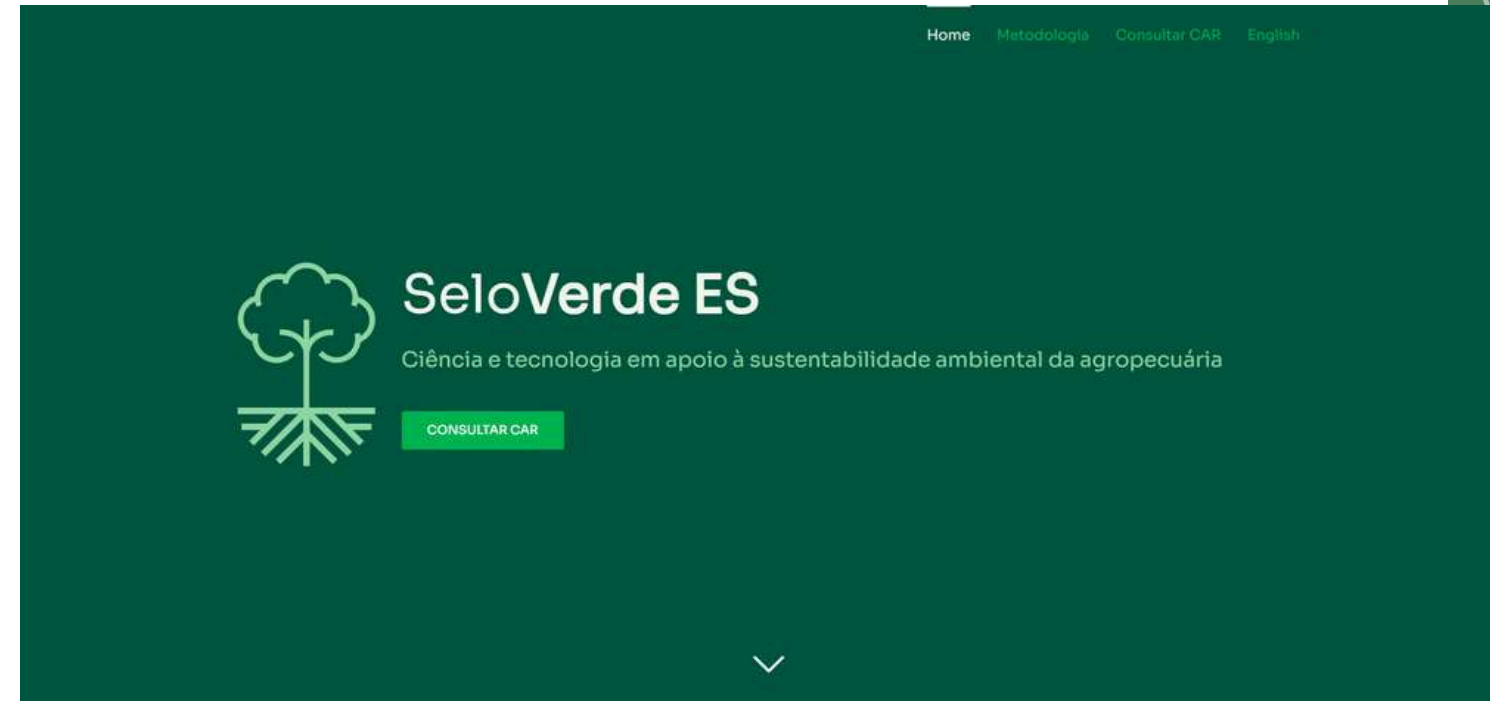 Home Metodologia Consultar CAR English
SeloVerde ES
Ciência e tecnologia em apoio à sustentabilidade ambiental da agropecuária
CONSULTAR CAR